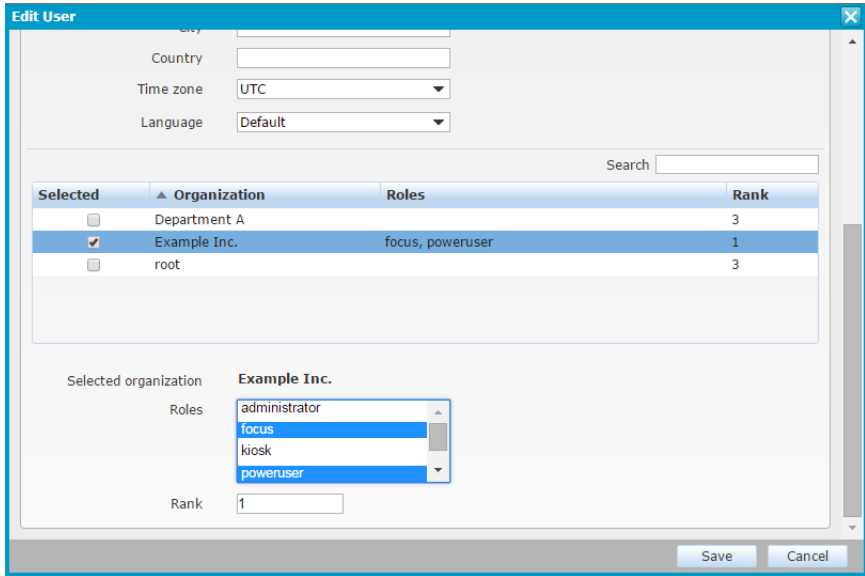 Edit User
City
Country
Time zone UTC
Language Default
Search
Selected Organization Roles Rank
Department A 3
Example Inc. focus, poweruser 1
root 3
Selected organization Example Inc.
Roles administrator
focus
kiosk
poweruser
Rank 1
Save Cancel